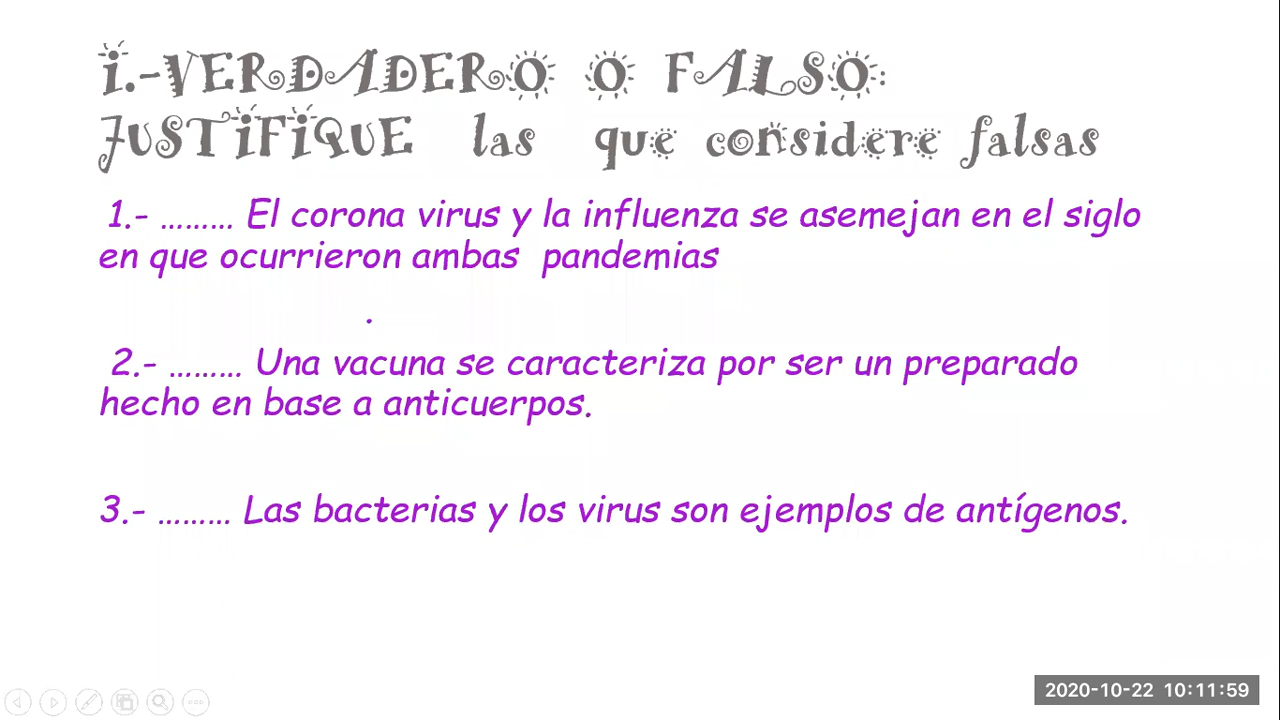 I.-VERDADERO O FALSO:
JUSTIFIQUE las que considere falsas
1.- ......... El corona virus y la influenza se asemejan en el siglo
en que ocurrieron ambas pandemias
.
2.- ......... Una vacuna se caracteriza por ser un preparado
hecho en base a anticuerpos.
3.- ......... Las bacterias y los virus son ejemplos de antígenos.
2020-10-22 10:11:59